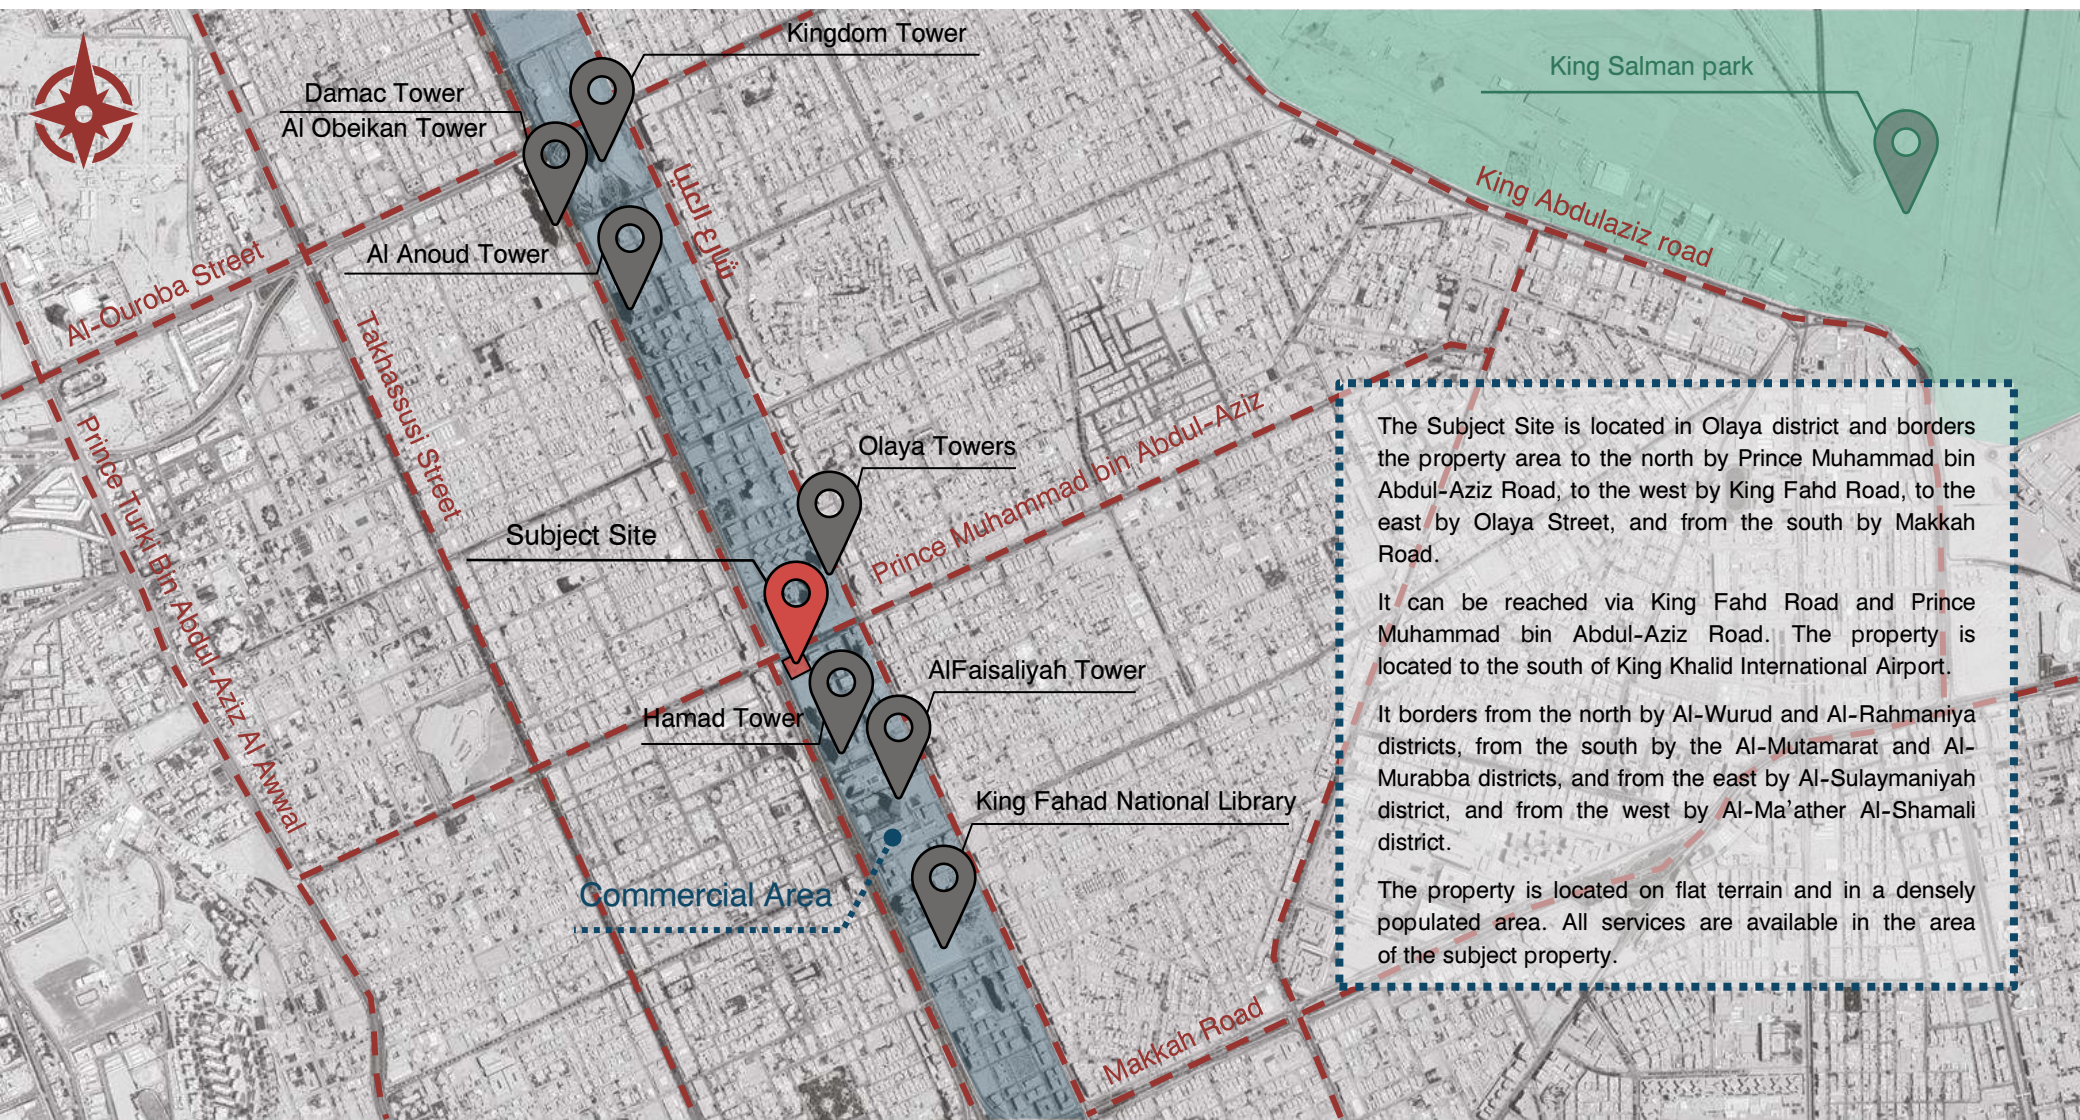 Kingdom Tower
Damac Tower
Al Obeikan Tower
King Salman park
شارع العليا
King Abdulaziz road
Al Anoud Tower
Al-Ouroba Street
Takhassusi Street
Prince Turki Bin Abdul-Aziz Al Awwal
Olaya Towers
Prince Muhammad bin Abdul-Aziz
Subject Site
AlFaisaliyah Tower
Hamad Tower
King Fahad National Library
Commercial Area
Makkah Road
The Subject Site is located in Olaya district and borders
the property area to the north by Prince Muhammad bin
Abdul-Aziz Road, to the west by King Fahd Road, to the
east by Olaya Street, and from the south by Makkah
Road.
It can be reached via King Fahd Road and Prince
Muhammad bin Abdul-Aziz Road. The property is
located to the south of King Khalid International Airport.
It borders from the north by Al-Wurud and Al-Rahmaniya
districts, from the south by the Al-Mutamarat and Al-
Murabba districts, and from the east by Al-Sulaymaniyah
district, and from the west by Al-Ma'ather Al-Shamali
district.
The property is located on flat terrain and in a densely
populated area. All services are available in the area
of the subject property.